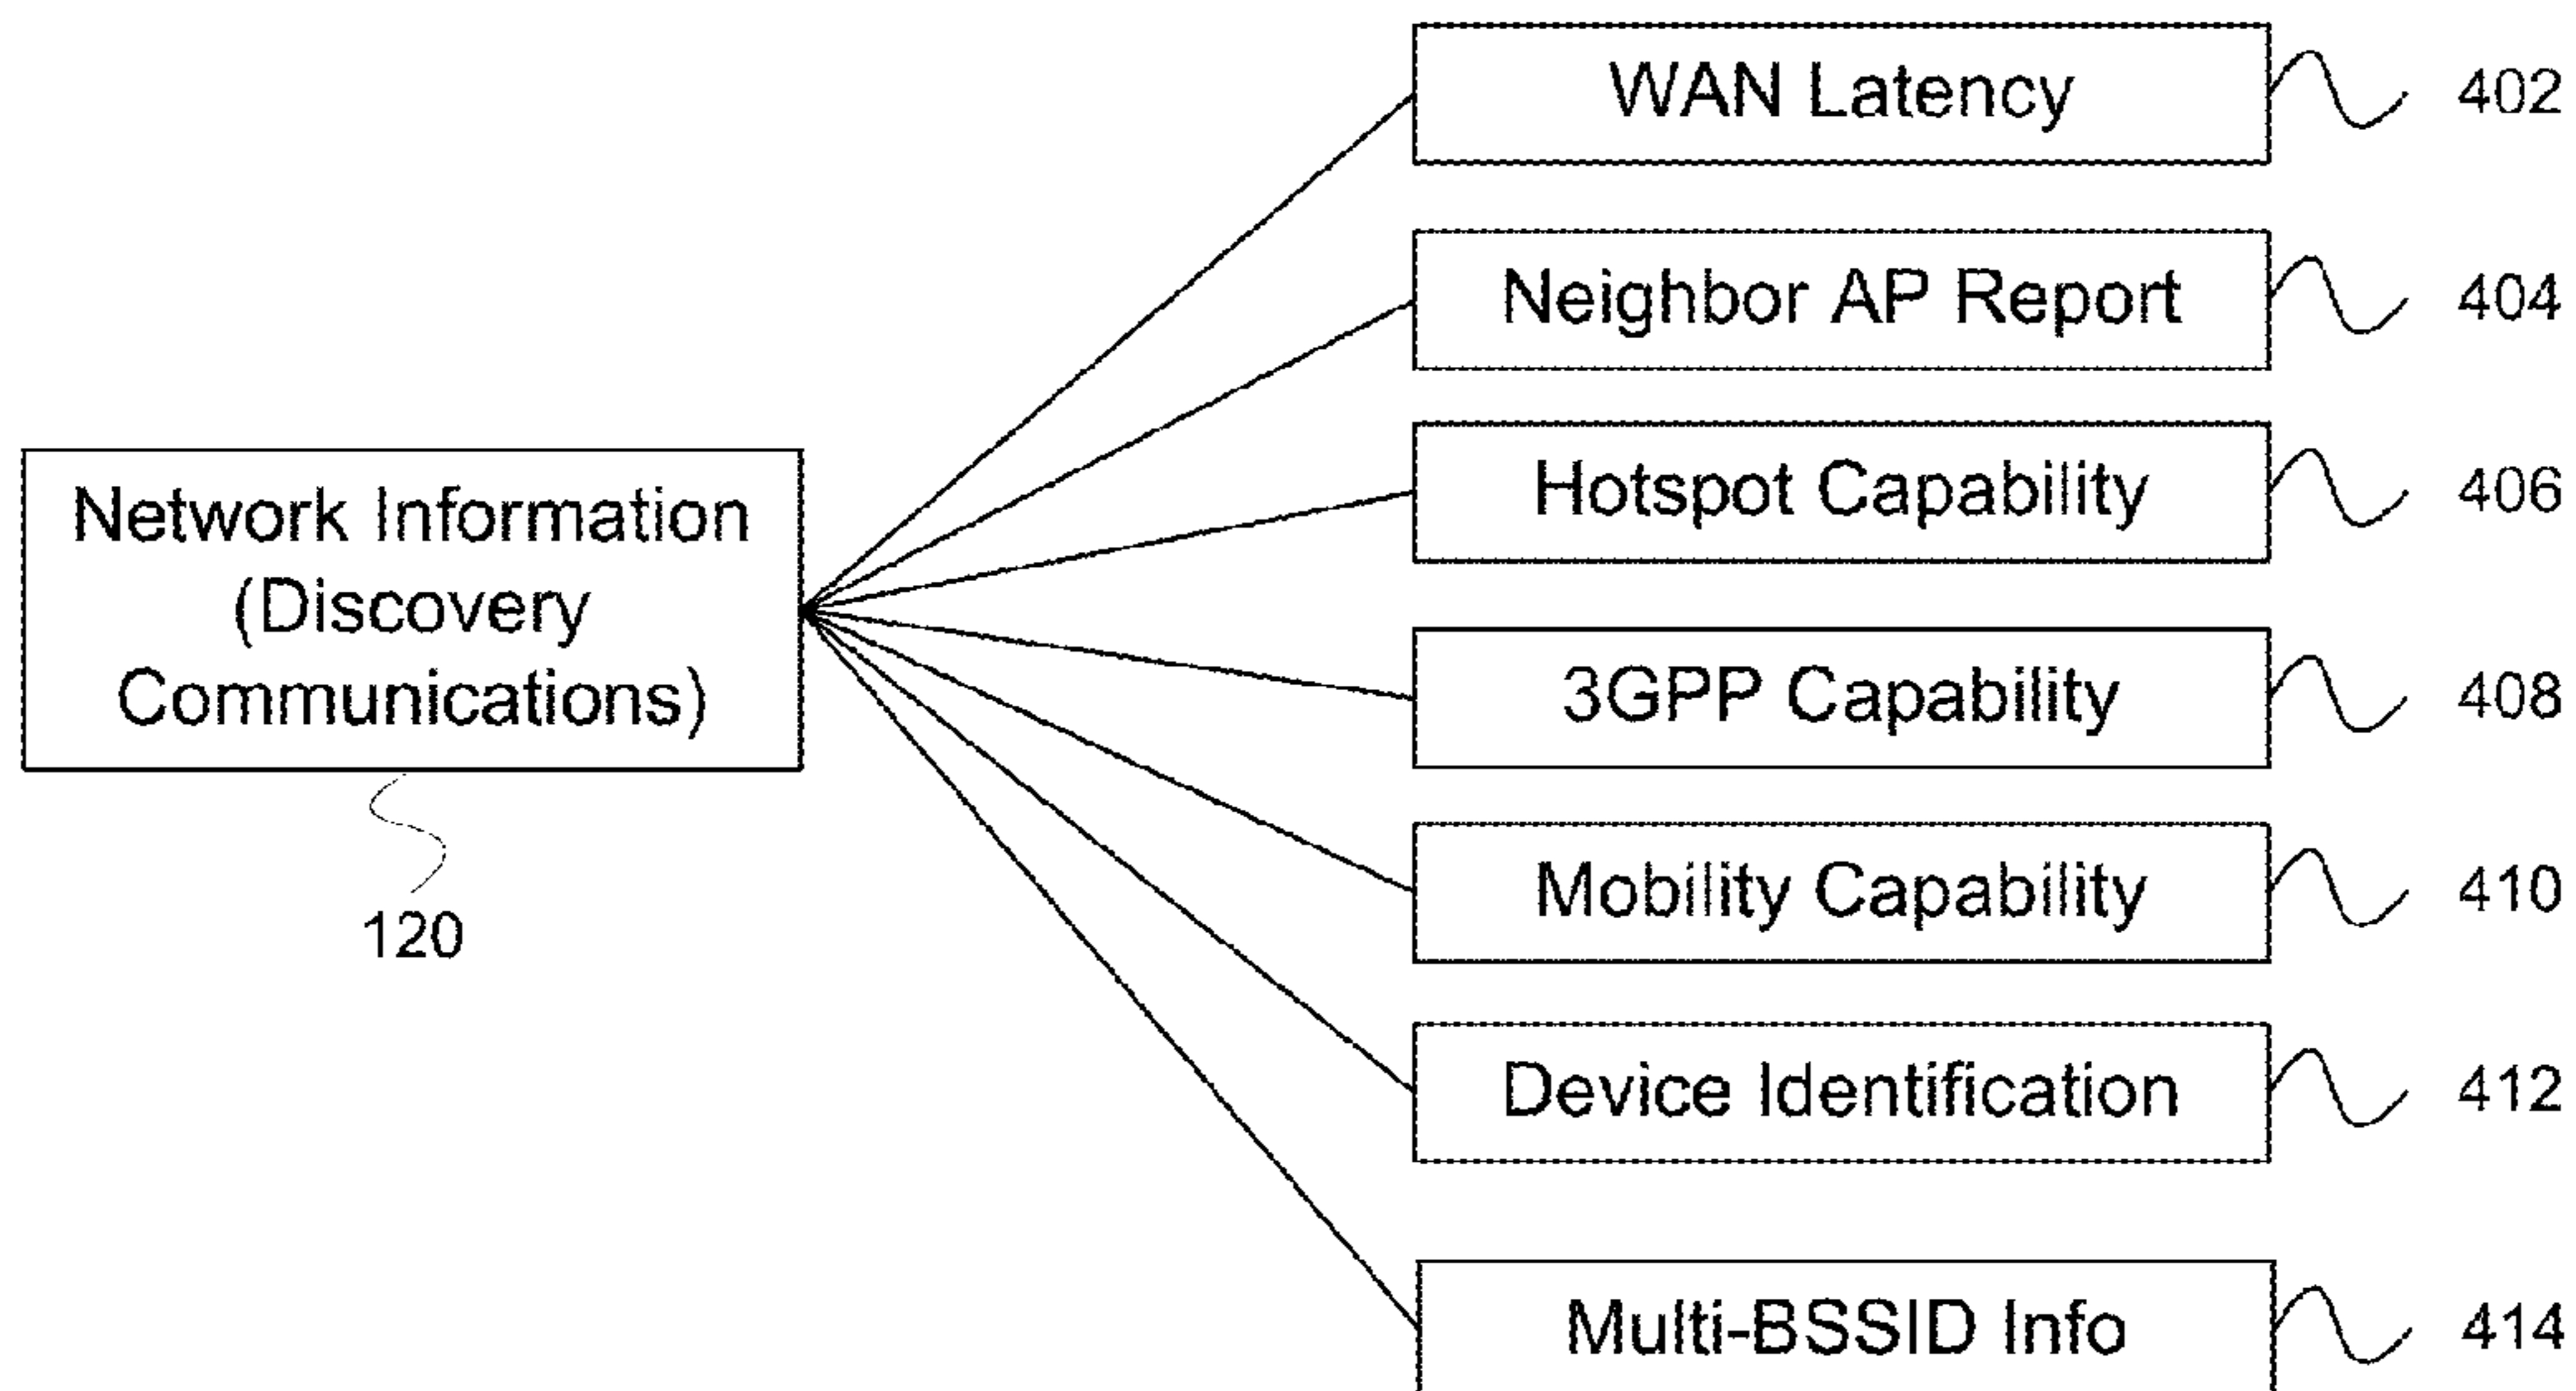 WAN Latency 402
Neighbor AP Report 404
Hotspot Capability 406
Network Information
(Discovery
Communications)
120
3GPP Capability 408
Mobility Capability 410
Device Identification 412
Multi-BSSID Info 414